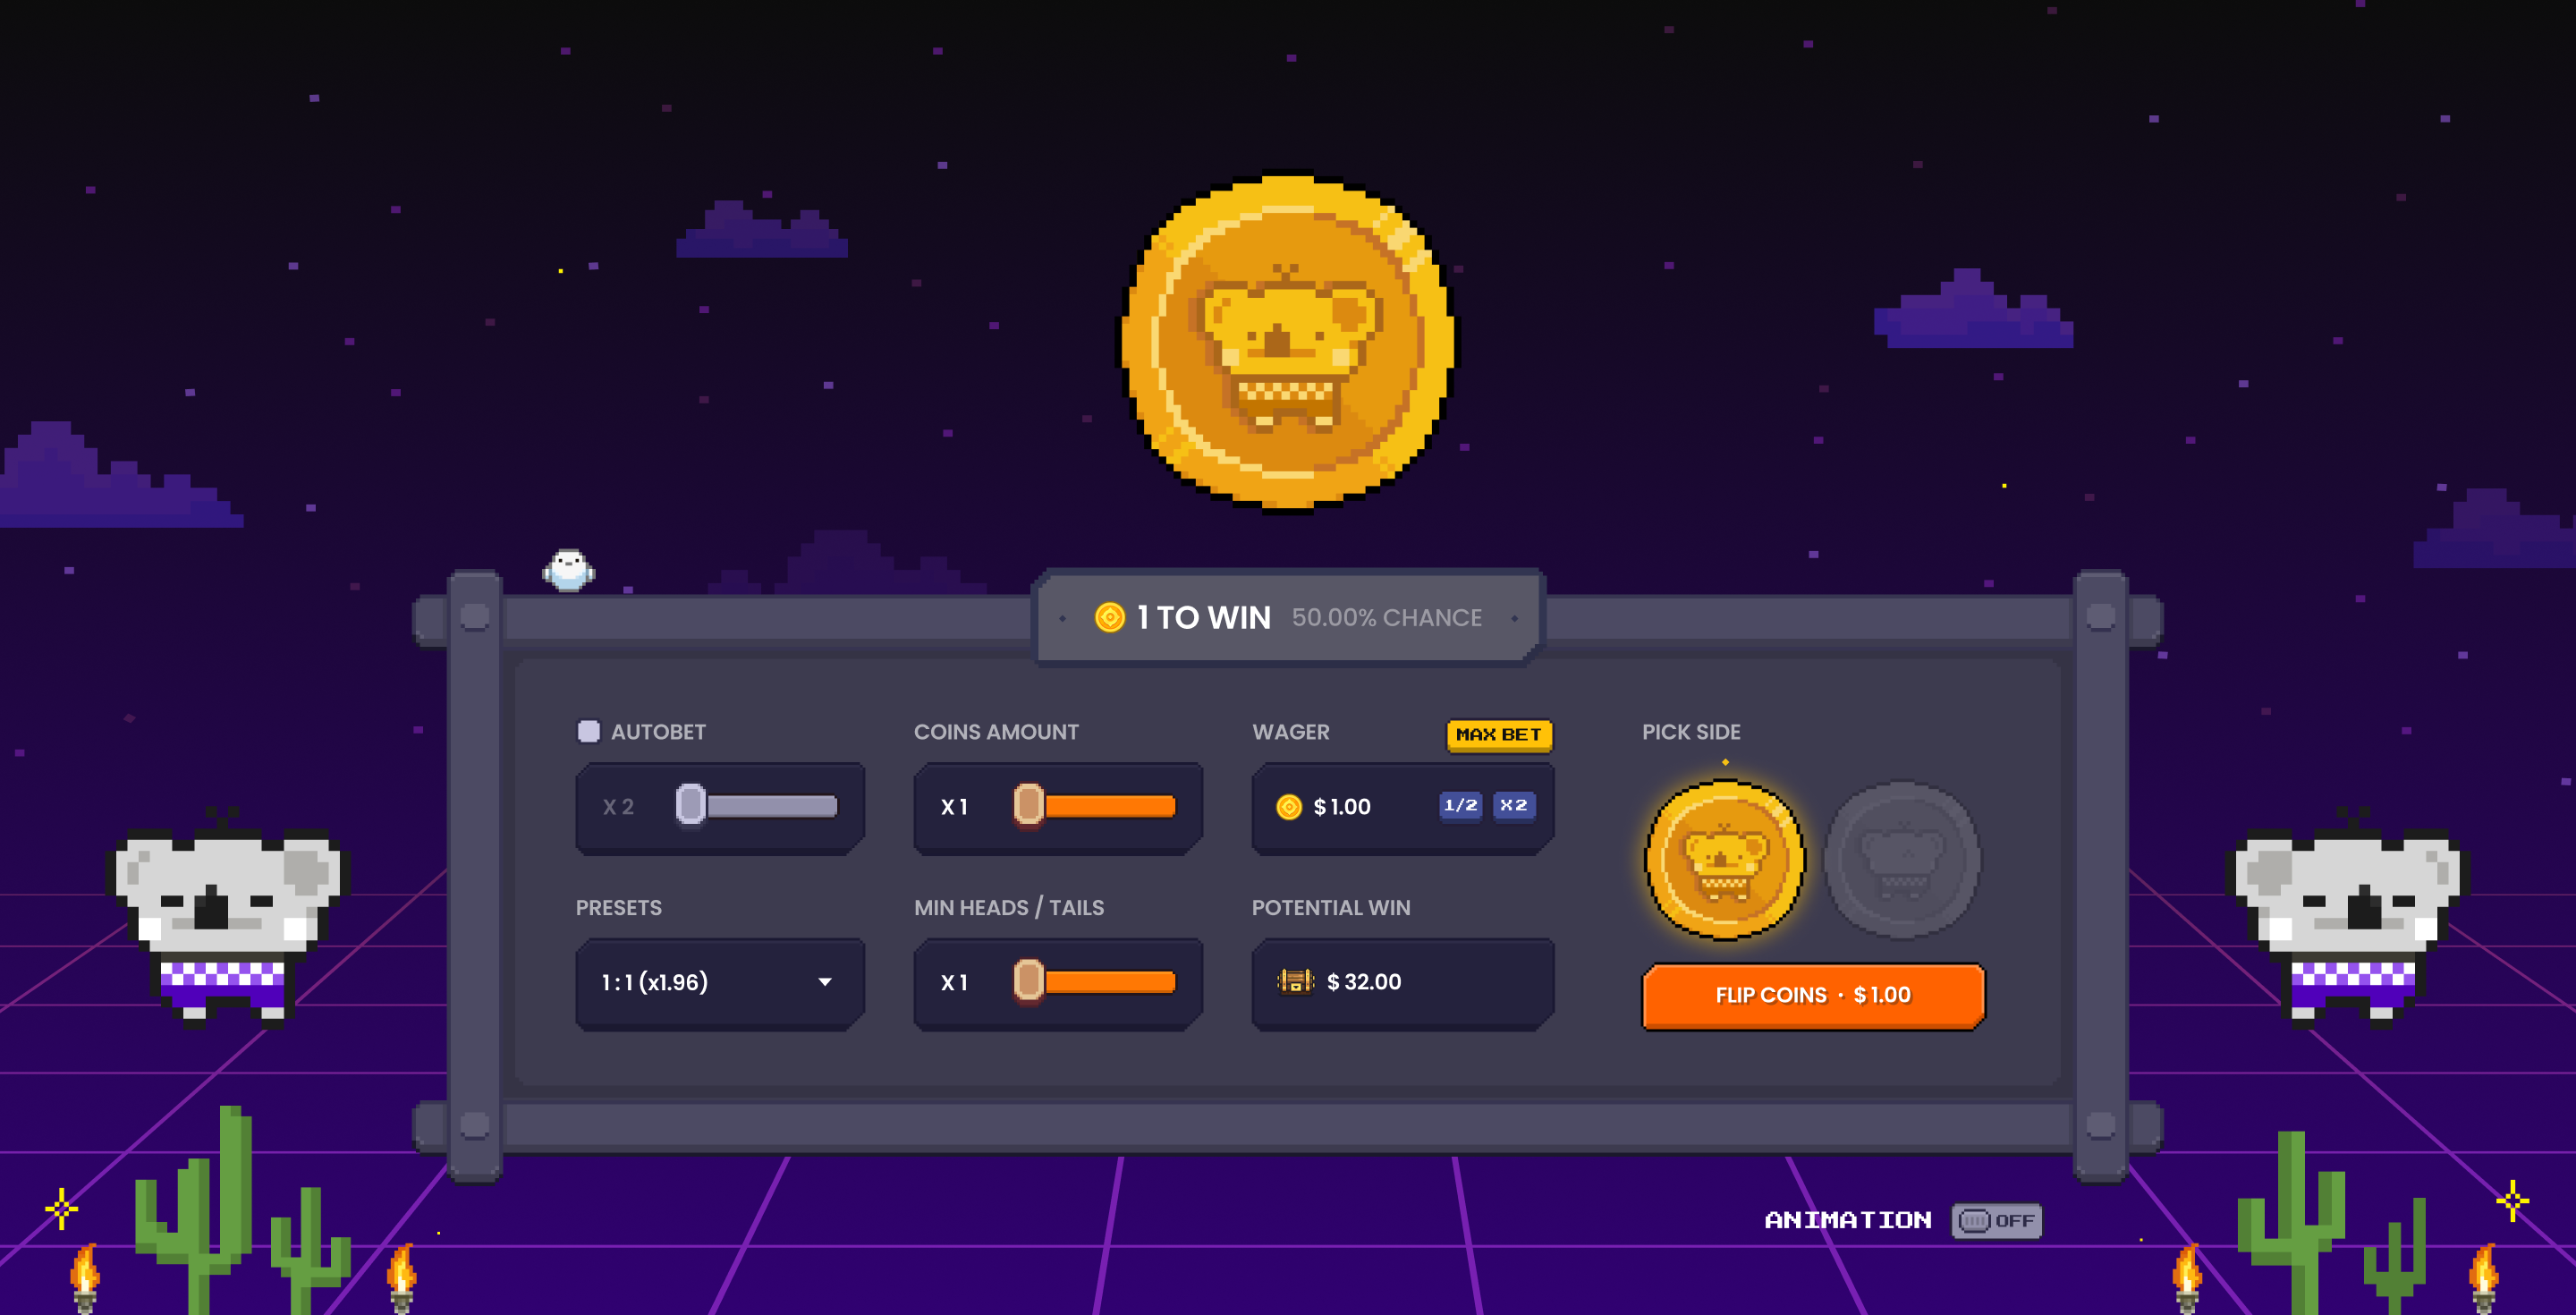 1 TO WIN 50.00% CHANCE
AUTOBET
X 2
COINS AMOUNT
X 1
WAGER
MAX BET
$ 1.00
1/2
X2
PICK SIDE
PRESETS
1 : 1 (x1.96)
MIN HEADS / TAILS
X 1
POTENTIAL WIN
$ 32.00
FLIP COINS · $ 1.00
ANIMATION
OFF